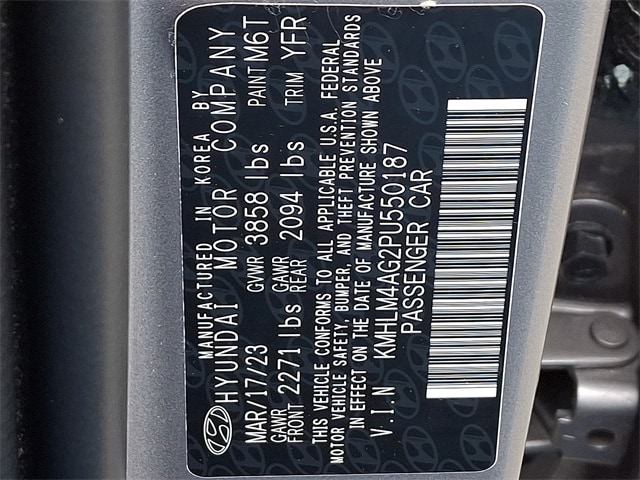 MANUFACTURED IN KOREA BY
HYUNDAI MOTOR COMPANY
MAR/17/23 GVWR 3858 lbs PAINT M6T
GAWR FRONT 2271 lbs GAWR REAR 2094 lbs TRIM YFR
THIS VEHICLE CONFORMS TO ALL APPLICABLE U.S.A. FEDERAL
MOTOR VEHICLE SAFETY, BUMPER, AND THEFT PREVENTION STANDARDS
IN EFFECT ON THE DATE OF MANUFACTURE SHOWN ABOVE
V.I.N KMHLM4AG2PU550187
PASSENGER CAR